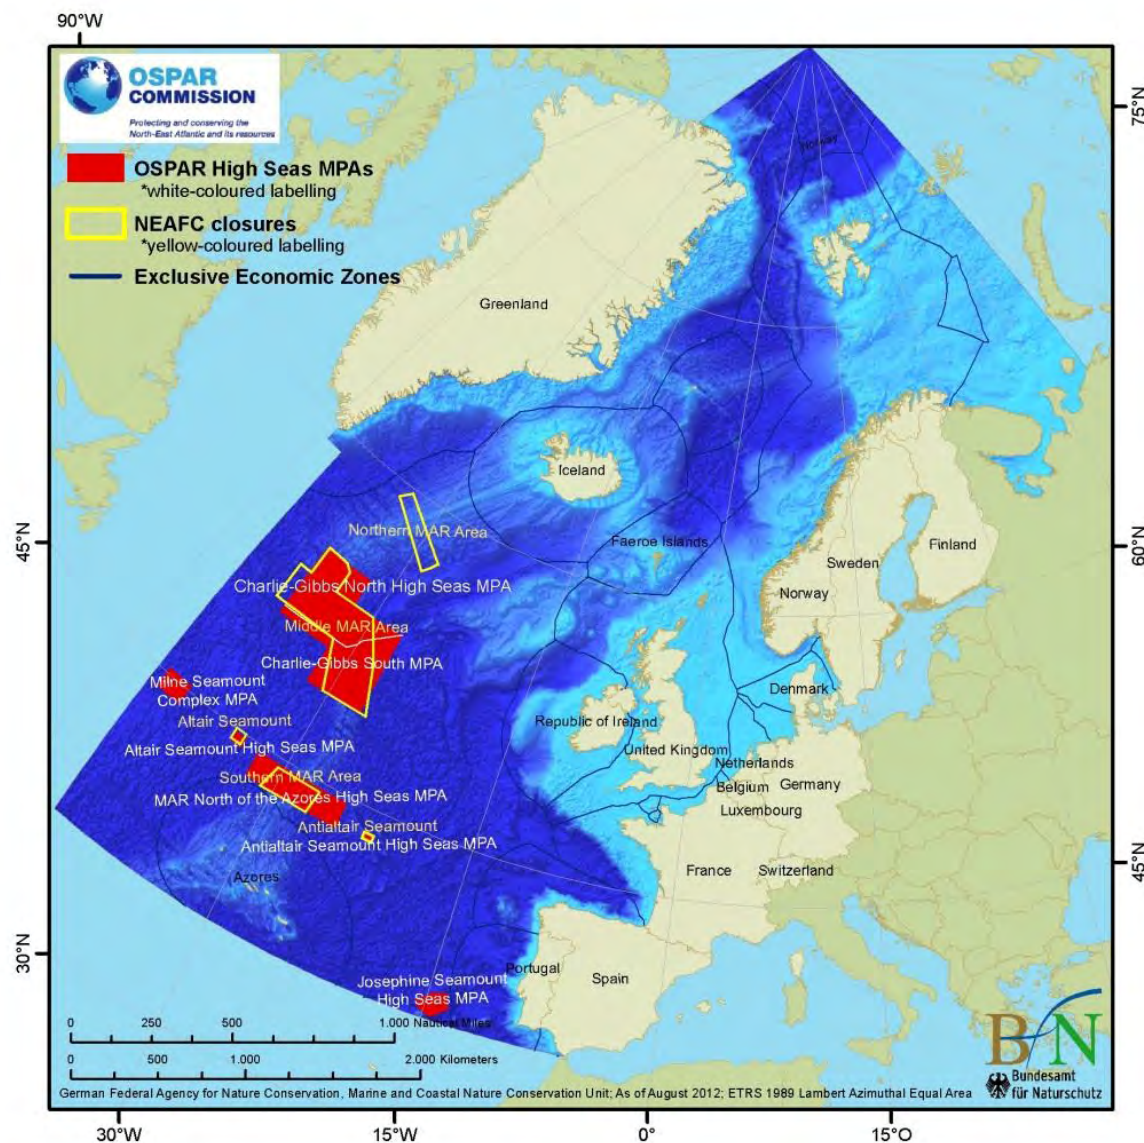 90°W
OSPAR
COMMISSION
Protecting and conserving the
North-East Atlantic and its resources
OSPAR High Seas MPAs
*white-coloured labelling
NEAFC closures
*yellow-coloured labelling
Exclusive Economic Zones
75°N
Norway
Greenland
Iceland
Northern MAR Area
45°N
60°N
Faeroe Islands
Finland
Sweden
Norway
Charlie-Gibbs North High Seas MPA
Middle MAR Area
Charlie-Gibbs South MPA
Milne Seamount
Complex MPA
Altair Seamount
Altair Seamount High Seas MPA
Denmark
Republic of Ireland
United Kingdom
Netherlands
Belgium
Germany
Luxembourg
Southern MAR Area
MAR North of the Azores High Seas MPA
Antialtair Seamount
Antialtair Seamount High Seas MPA
45°N
France
Switzerland
Azores
30°N
Portugal
Spain
Josephine Seamount
High Seas MPA
0 250 500 1.000 Nautical Miles
0 500 1.000 2.000 Kilometers
BfN
Bundesamt
für Naturschutz
German Federal Agency for Nature Conservation, Marine and Coastal Nature Conservation Unit; As of August 2012; ETRS 1989 Lambert Azimuthal Equal Area
30°W
15°W
0°
15°O